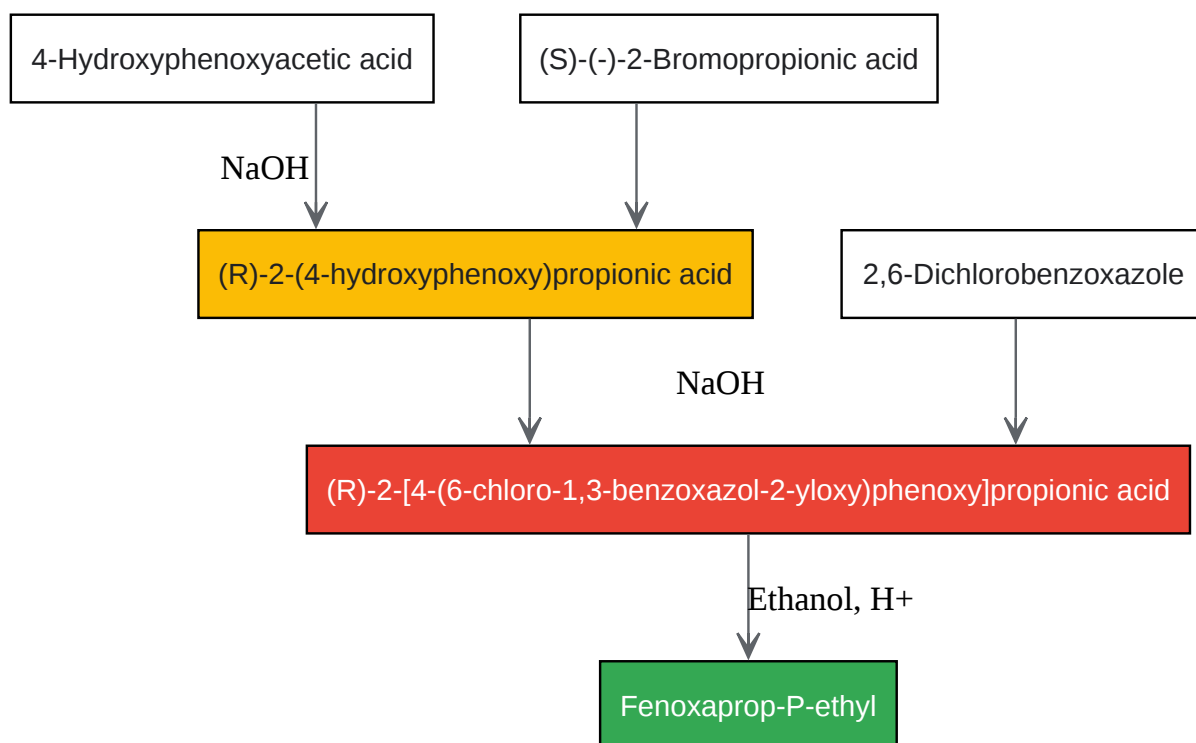 4-Hydroxyphenoxyacetic acid
(S)-(-)-2-Bromopropionic acid
NaOH
(R)-2-(4-hydroxyphenoxy)propionic acid
2,6-Dichlorobenzoxazole
NaOH
(R)-2-[4-(6-chloro-1,3-benzoxazol-2-yloxy)phenoxy]propionic acid
Ethanol, H+
Fenoxaprop-P-ethyl